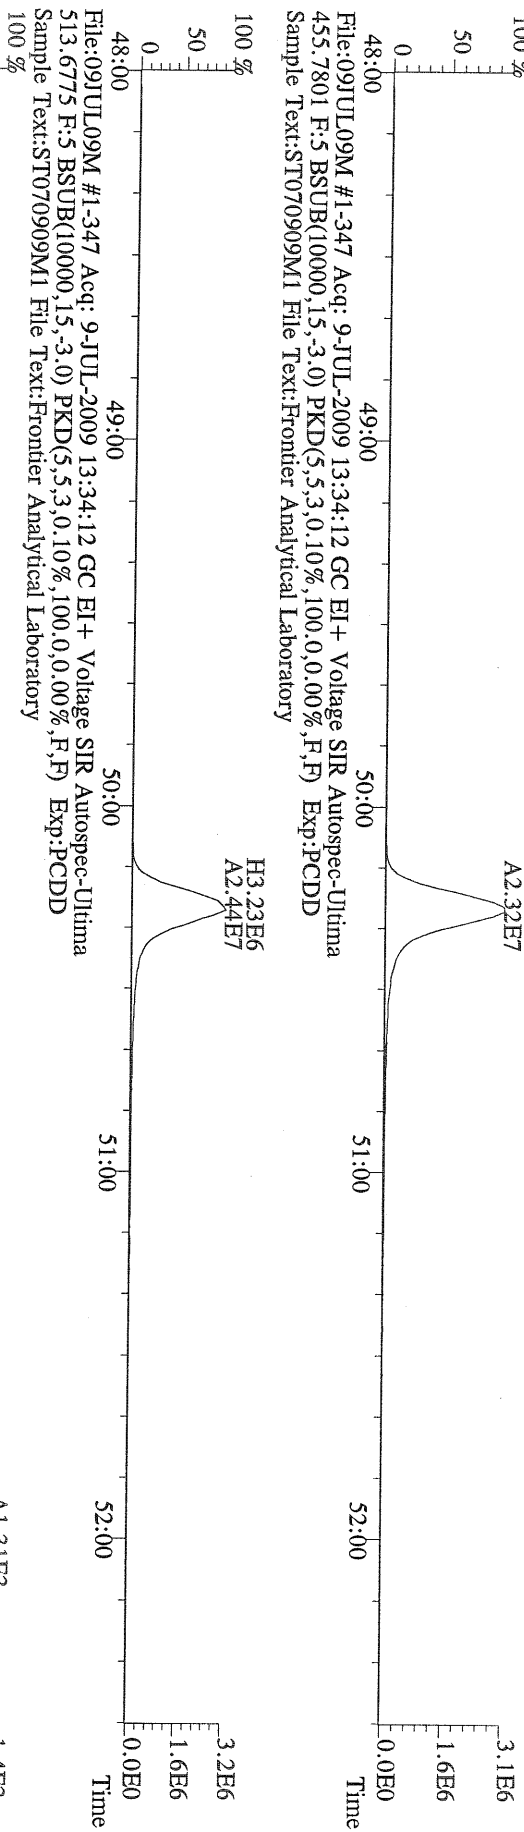 100 %
A2.32E7
3.1E6
50
1.6E6
0
0.0E0
48:00
49:00
50:00
51:00
52:00
Time
File:09JUL09M #1-347 Acq: 9-JUL-2009 13:34:12 GC EI+ Voltage SIR Autospec-Ultima
455.7801 F:5 BSUB(10000,15,-3.0) PKD(5,5,3,0.10%,100.0,0.00%,F,F) Exp:PCDD
Sample Text:ST070909M1 File Text:Frontier Analytical Laboratory
100 %
H3.23E6
A2.44E7
3.2E6
50
1.6E6
0
0.0E0
48:00
49:00
50:00
51:00
52:00
Time
File:09JUL09M #1-347 Acq: 9-JUL-2009 13:34:12 GC EI+ Voltage SIR Autospec-Ultima
513.6775 F:5 BSUB(10000,15,-3.0) PKD(5,5,3,0.10%,100.0,0.00%,F,F) Exp:PCDD
Sample Text:ST070909M1 File Text:Frontier Analytical Laboratory
100 %